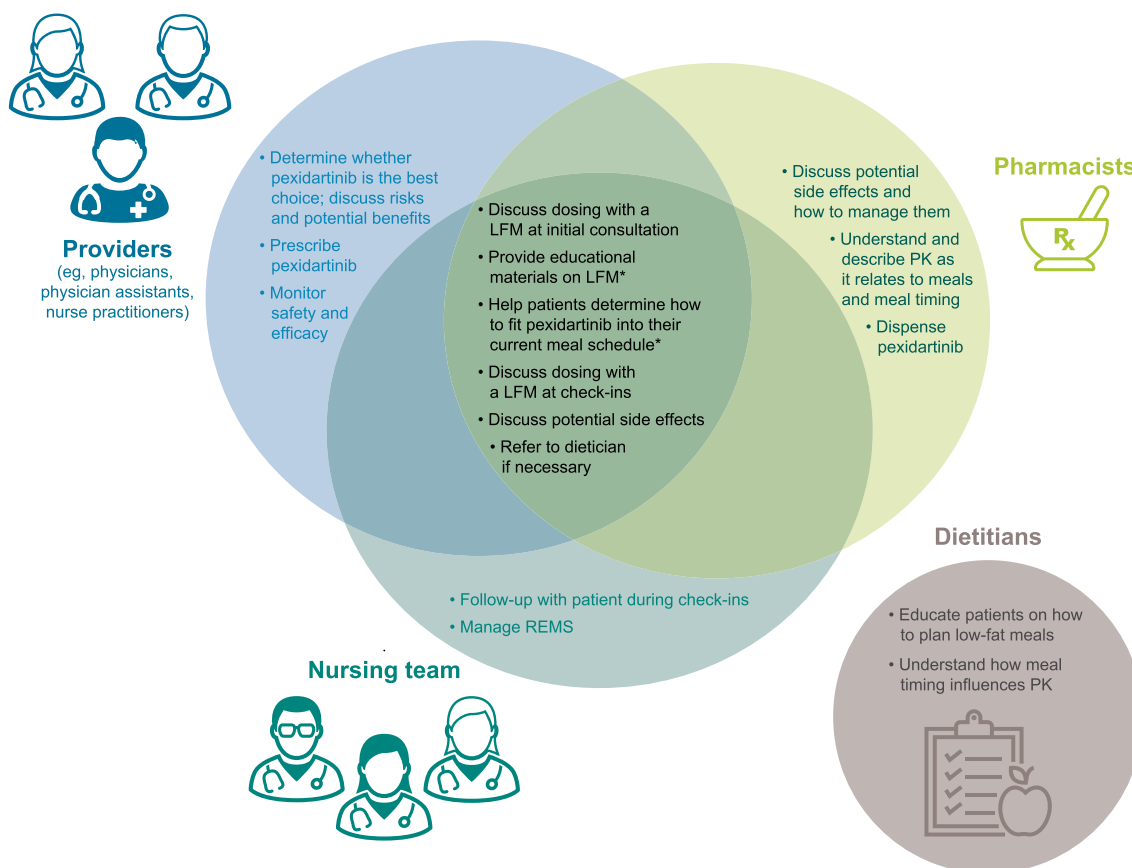 Providers
(eg, physicians,
physician assistants,
nurse practitioners)
• Determine whether
pexidartinib is the best
choice; discuss risks
and potential benefits
• Prescribe
pexidartinib
• Monitor
safety and
efficacy
• Discuss dosing with a
LFM at initial consultation
• Provide educational
materials on LFM*
• Help patients determine how
to fit pexidartinib into their
current meal schedule*
• Discuss dosing with
a LFM at check-ins
• Discuss potential side effects
• Refer to dietician
if necessary
• Discuss potential
side effects and
how to manage them
• Understand and
describe PK as
it relates to meals
and meal timing
• Dispense
pexidartinib
Pharmacists
Rx
• Follow-up with patient during check-ins
• Manage REMS
Nursing team
Dietitians
• Educate patients on how
to plan low-fat meals
• Understand how meal
timing influences PK